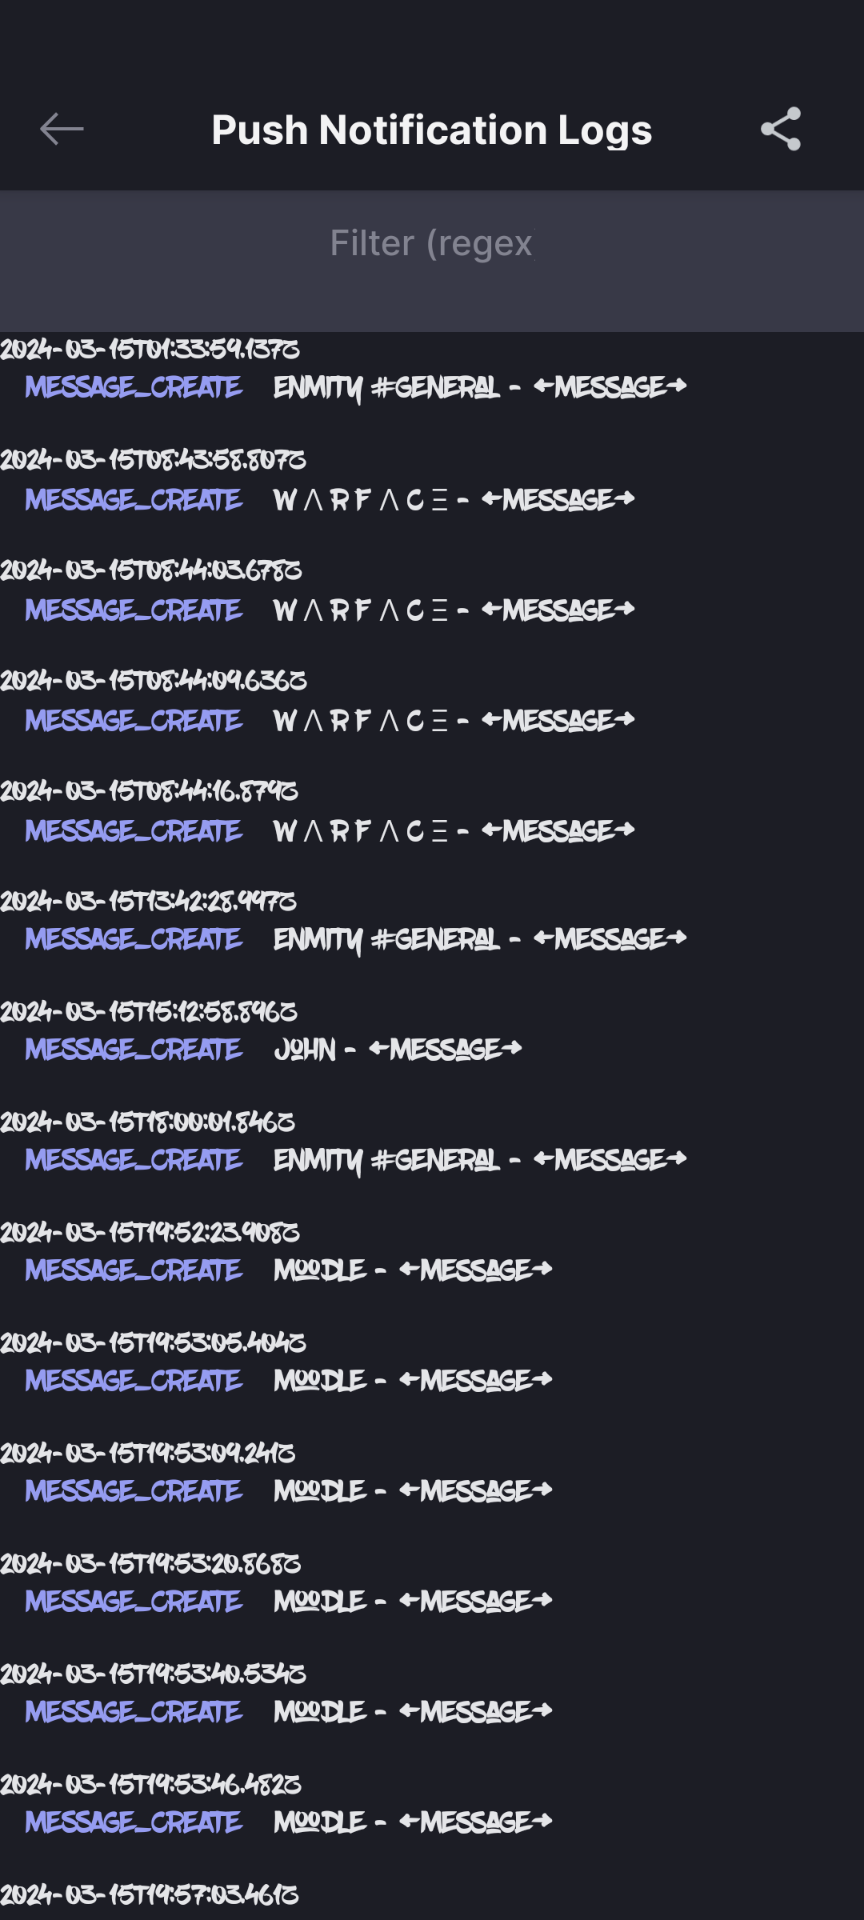 Push Notification Logs
Filter (regex
2024-03-15T01:33:59.137Z
MESSAGE_CREATE ENMITY #GENERAL - <MESSAGE>
2024-03-15T08:43:58.807Z
MESSAGE_CREATE W Λ R F Λ C Ξ - <MESSAGE>
2024-03-15T08:44:03.678Z
MESSAGE_CREATE W Λ R F Λ C Ξ - <MESSAGE>
2024-03-15T08:44:09.636Z
MESSAGE_CREATE W Λ R F Λ C Ξ - <MESSAGE>
2024-03-15T08:44:16.879Z
MESSAGE_CREATE W Λ R F Λ C Ξ - <MESSAGE>
2024-03-15T13:42:28.997Z
MESSAGE_CREATE ENMITY #GENERAL - <MESSAGE>
2024-03-15T15:12:58.896Z
MESSAGE_CREATE JOHN - <MESSAGE>
2024-03-15T18:00:01.846Z
MESSAGE_CREATE ENMITY #GENERAL - <MESSAGE>
2024-03-15T19:52:23.908Z
MESSAGE_CREATE MOODLE - <MESSAGE>
2024-03-15T19:53:05.404Z
MESSAGE_CREATE MOODLE - <MESSAGE>
2024-03-15T19:53:09.241Z
MESSAGE_CREATE MOODLE - <MESSAGE>
2024-03-15T19:53:20.868Z
MESSAGE_CREATE MOODLE - <MESSAGE>
2024-03-15T19:53:40.534Z
MESSAGE_CREATE MOODLE - <MESSAGE>
2024-03-15T19:53:46.482Z
MESSAGE_CREATE MOODLE - <MESSAGE>
2024-03-15T19:57:03.461Z